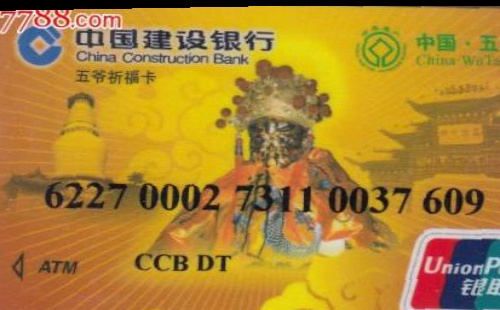 7788.com
中国建设银行
China Construction Bank
五爷祈福卡
中国·五
China·WuTa
6227 0002 7311 0037 609
ATM
CCB DT
UnionP
银联